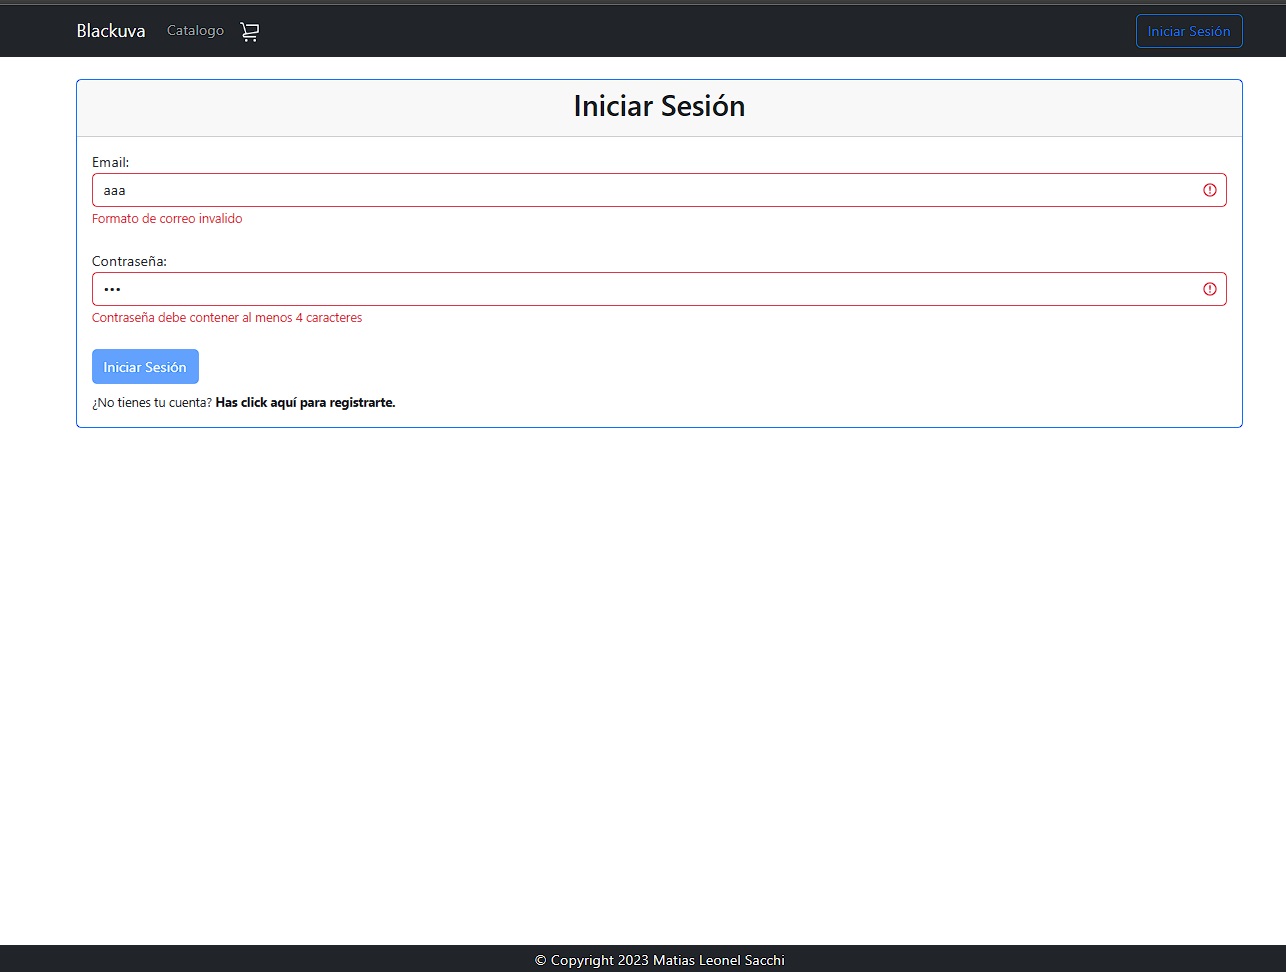 Blackuva Catalogo Iniciar Sesión
Iniciar Sesión
Email:
aaa
Formato de correo invalido
Contraseña:
•••
Contraseña debe contener al menos 4 caracteres
Iniciar Sesión
¿No tienes tu cuenta? Has click aquí para registrarte.
© Copyright 2023 Matias Leonel Sacchi